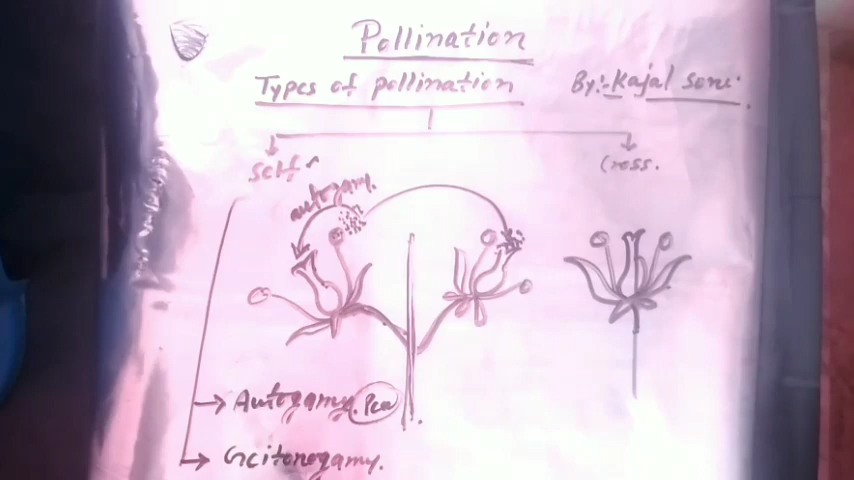 Pollination
Types of pollination By:- Kajal Soni.
Self Cross.
autogamy.
Autogamy. Pea
Geitonogamy.